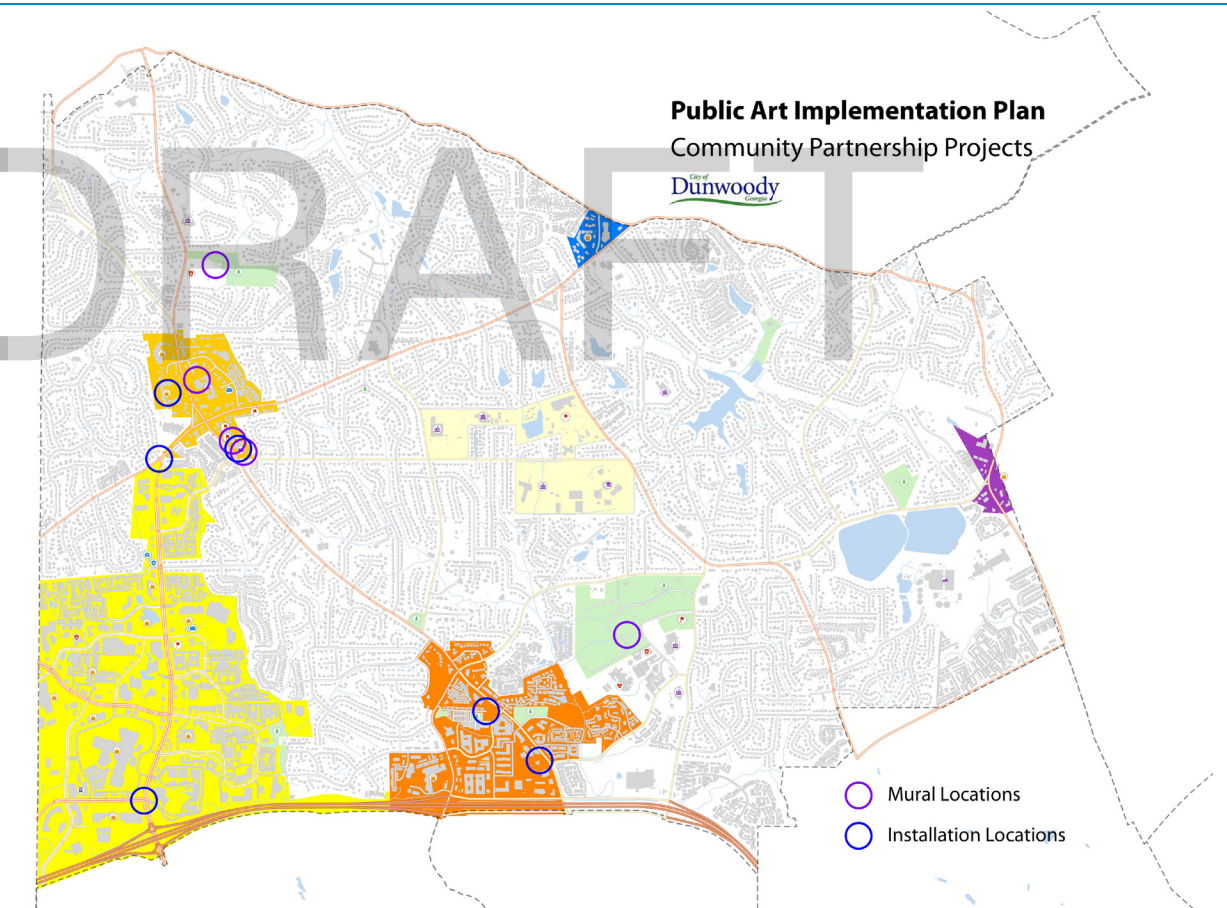 Public Art Implementation Plan
Community Partnership Projects
City of
Dunwoody
Georgia
DRAFT
Mural Locations
Installation Locations